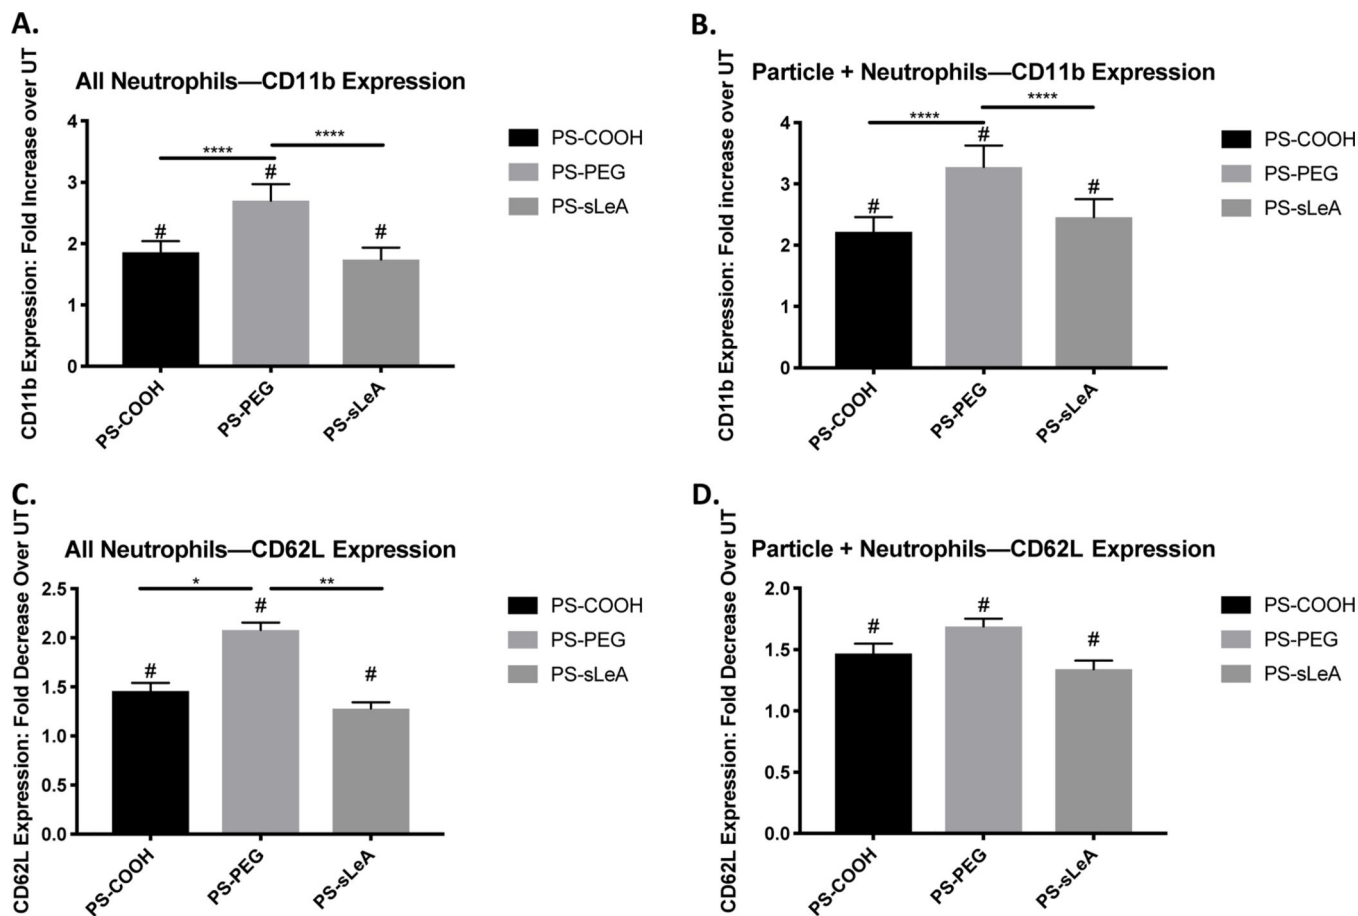 A.
All Neutrophils—CD11b Expression
CD11b Expression: Fold Increase over UT
4
3
2
1
0
****
****
#
#
#
PS-COOH
PS-PEG
PS-sLeA
PS-COOH
PS-PEG
PS-sLeA
B.
Particle + Neutrophils—CD11b Expression
CD11b Expression: Fold increase over UT
4
3
2
1
0
****
****
#
#
#
PS-COOH
PS-PEG
PS-sLeA
PS-COOH
PS-PEG
PS-sLeA
C.
All Neutrophils—CD62L Expression
CD62L Expression: Fold Decrease Over UT
2.5
2.0
1.5
1.0
0.5
0.0
*
**
#
#
#
PS-COOH
PS-PEG
PS-sLeA
PS-COOH
PS-PEG
PS-sLeA
D.
Particle + Neutrophils—CD62L Expression
CD62L Expression: Fold Decrease Over UT
2.0
1.5
1.0
0.5
0.0
#
#
#
PS-COOH
PS-PEG
PS-sLeA
PS-COOH
PS-PEG
PS-sLeA